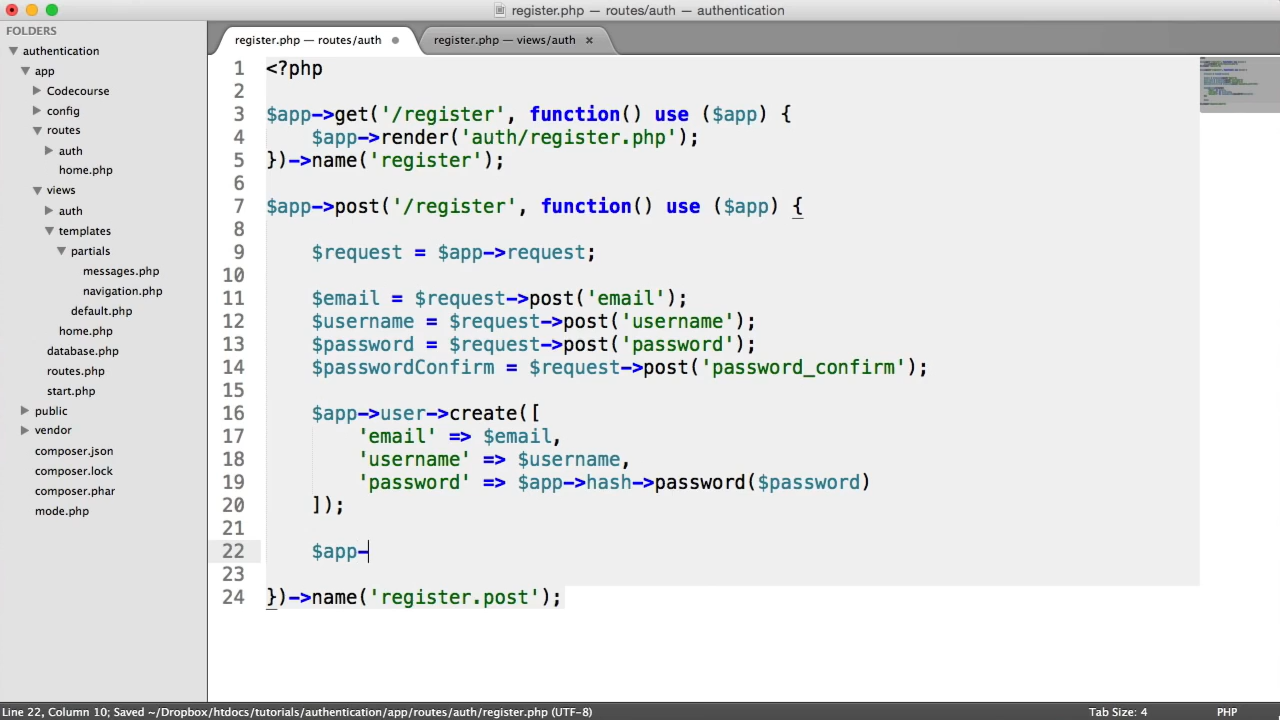 register.php — routes/auth — authentication
FOLDERS
authentication
app
Codecourse
config
routes
auth
home.php
views
auth
templates
partials
messages.php
navigation.php
default.php
home.php
database.php
routes.php
start.php
public
vendor
composer.json
composer.lock
composer.phar
mode.php
register.php — routes/auth
register.php — views/auth ×
1 <?php
2
3 $app->get('/register', function() use ($app) {
4     $app->render('auth/register.php');
5 })->name('register');
6
7 $app->post('/register', function() use ($app) {
8
9     $request = $app->request;
10
11     $email = $request->post('email');
12     $username = $request->post('username');
13     $password = $request->post('password');
14     $passwordConfirm = $request->post('password_confirm');
15
16     $app->user->create([
17         'email' => $email,
18         'username' => $username,
19         'password' => $app->hash->password($password)
20     ]);
21
22     $app-
23
24 })->name('register.post');
Line 22, Column 10; Saved ~/Dropbox/htdocs/tutorials/authentication/app/routes/auth/register.php (UTF-8)
Tab Size: 4
PHP